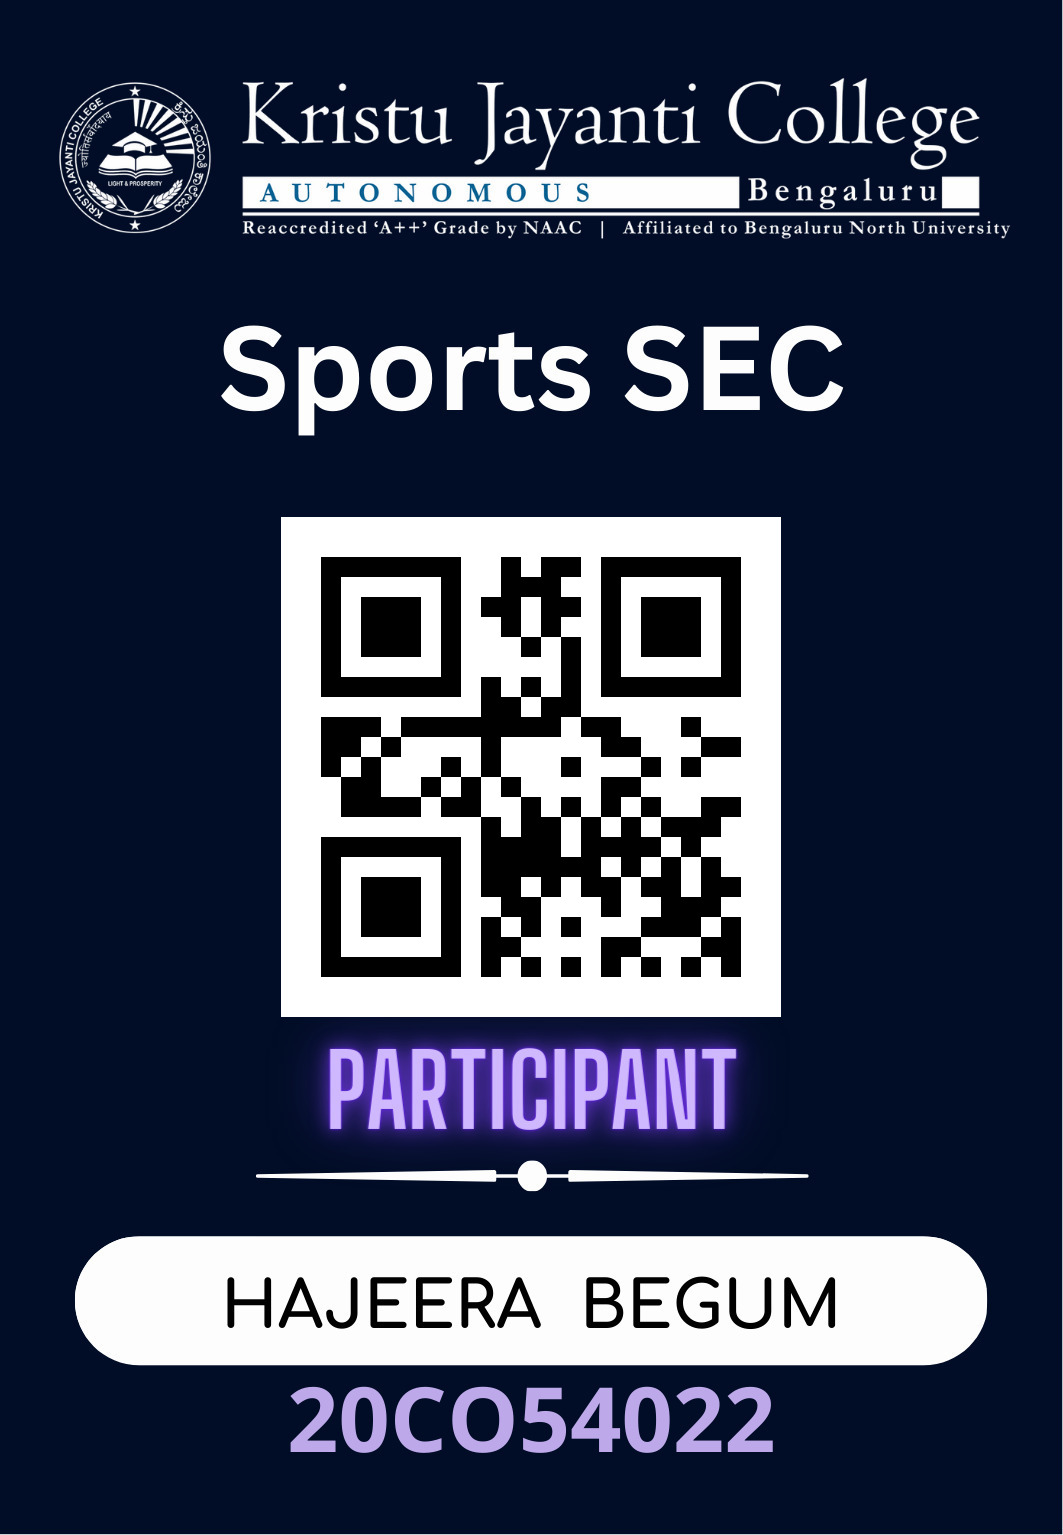 Kristu Jayanti College
AUTONOMOUS Bengaluru
Reaccredited ‘A++’ Grade by NAAC | Affiliated to Bengaluru North University
KRISTU JAYANTI COLLEGE
LIGHT & PROSPERITY
Sports SEC
PARTICIPANT
HAJEERA BEGUM
20CO54022